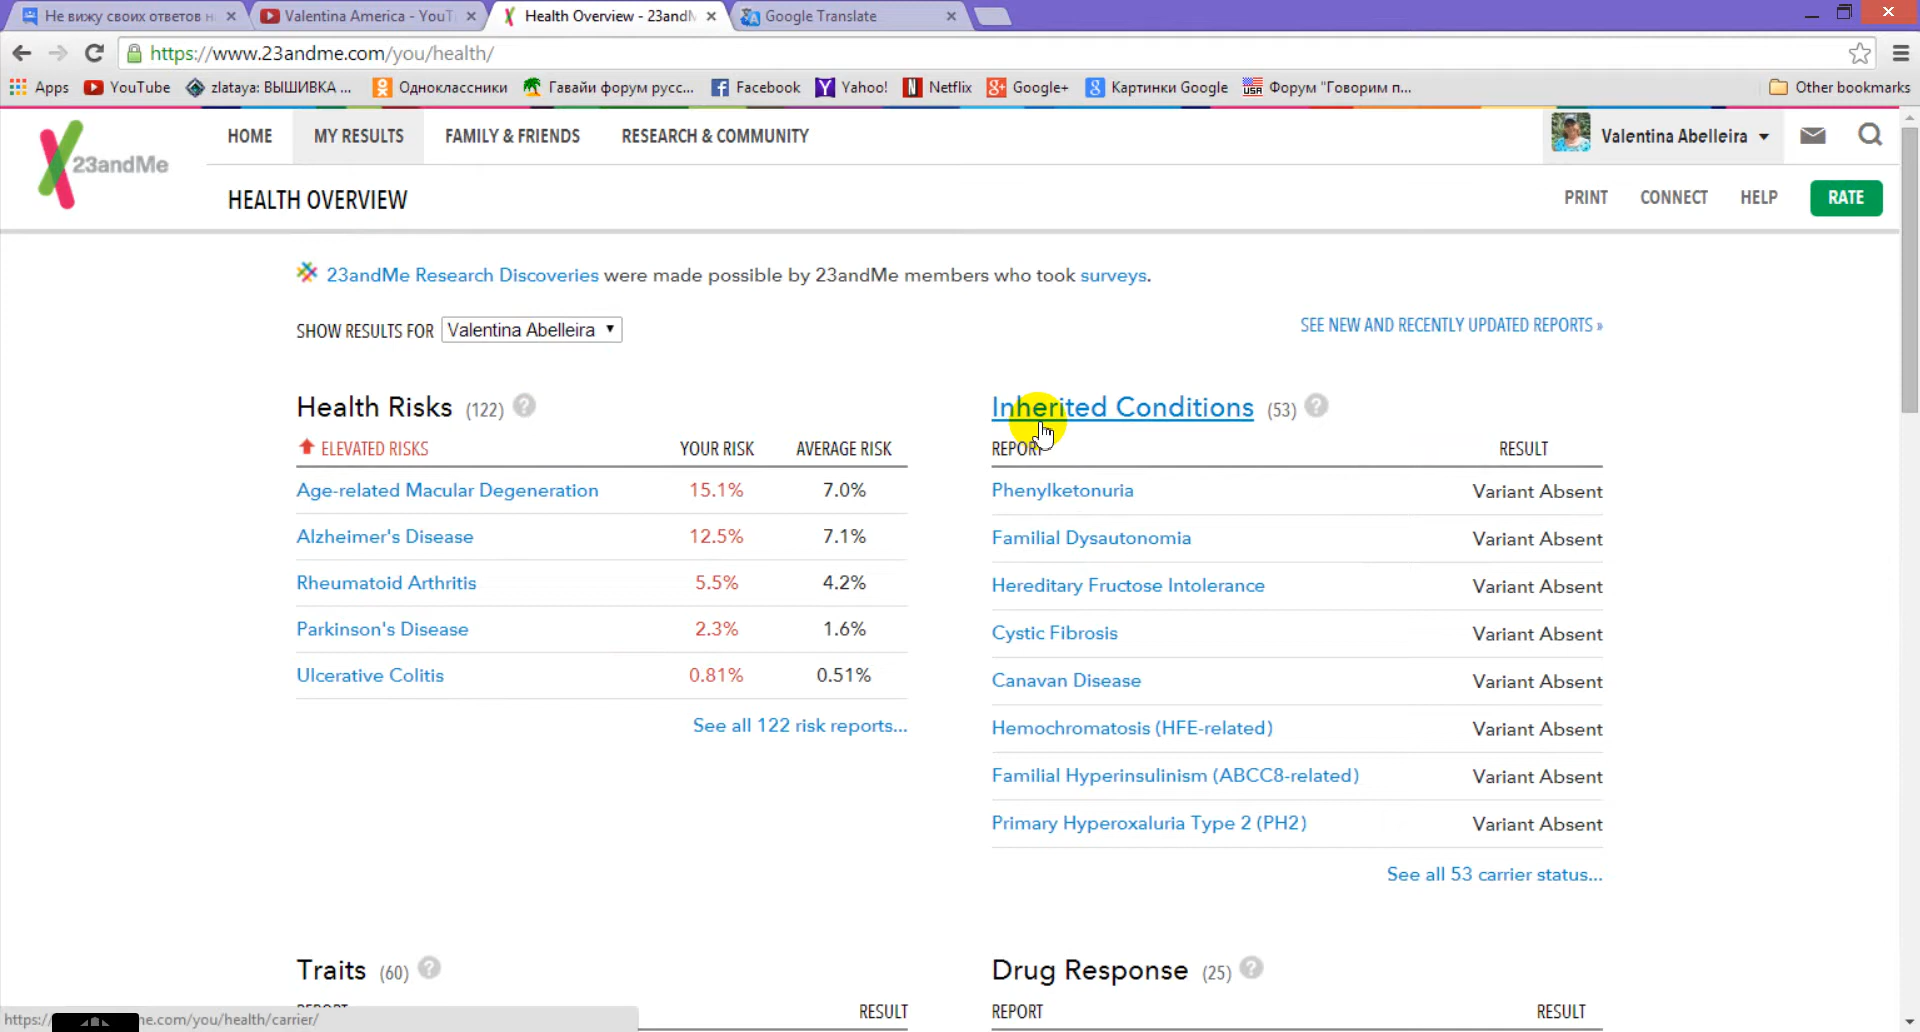 Не вижу своих ответов н
Valentina America - YouT
Health Overview - 23andM
Google Translate
https://www.23andme.com/you/health/
Apps
YouTube
zlataya: ВЫШИВКА ...
Одноклассники
Гавайи форум русс...
Facebook
Yahoo!
Netflix
Google+
Картинки Google
Форум "Говорим п...
Other bookmarks
23andMe
HOME
MY RESULTS
FAMILY & FRIENDS
RESEARCH & COMMUNITY
Valentina Abelleira
HEALTH OVERVIEW
PRINT
CONNECT
HELP
RATE
23andMe Research Discoveries were made possible by 23andMe members who took surveys.
SHOW RESULTS FOR Valentina Abelleira
SEE NEW AND RECENTLY UPDATED REPORTS »
Health Risks (122) ?
ELEVATED RISKS YOUR RISK AVERAGE RISK
Age-related Macular Degeneration 15.1% 7.0%
Alzheimer's Disease 12.5% 7.1%
Rheumatoid Arthritis 5.5% 4.2%
Parkinson's Disease 2.3% 1.6%
Ulcerative Colitis 0.81% 0.51%
See all 122 risk reports...
Inherited Conditions (53) ?
REPORT RESULT
Phenylketonuria Variant Absent
Familial Dysautonomia Variant Absent
Hereditary Fructose Intolerance Variant Absent
Cystic Fibrosis Variant Absent
Canavan Disease Variant Absent
Hemochromatosis (HFE-related) Variant Absent
Familial Hyperinsulinism (ABCC8-related) Variant Absent
Primary Hyperoxaluria Type 2 (PH2) Variant Absent
See all 53 carrier status...
Traits (60) ?
REPORT RESULT
Drug Response (25) ?
REPORT RESULT
https:/ me.com/you/health/carrier/